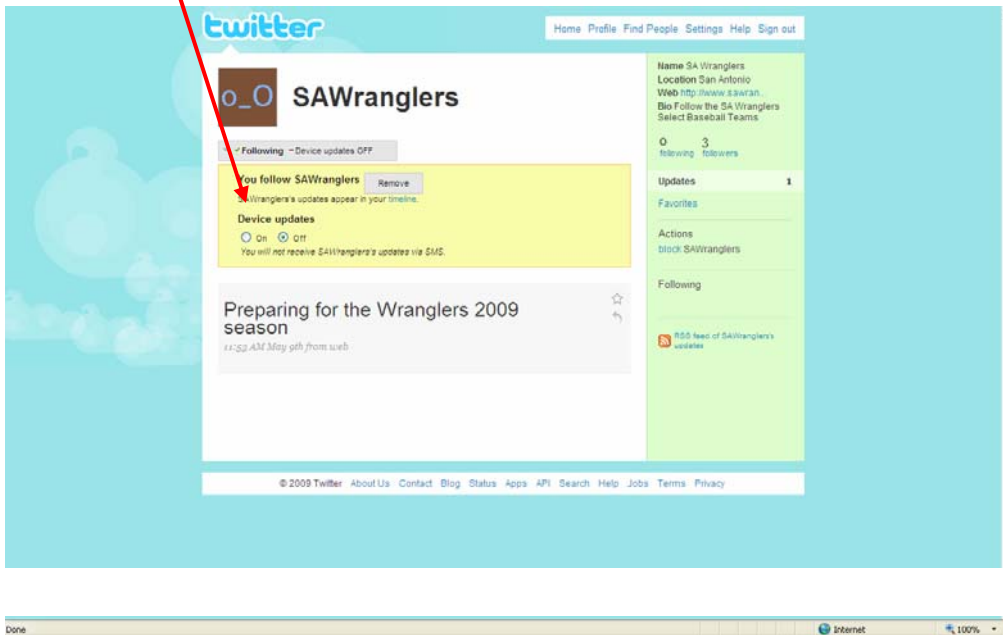 twitter
Home Profile Find People Settings Help Sign out
o_O SAWranglers
Following – Device updates OFF
You follow SAWranglers Remove
SAWranglers's updates appear in your timeline.
Device updates
On Off
You will not receive SAWranglers's updates via SMS.
Preparing for the Wranglers 2009
season
11:53 AM May 9th from web
Name SA Wranglers
Location San Antonio
Web http://www.sawran...
Bio Follow the SA Wranglers
Select Baseball Teams
0 3
following followers
Updates 1
Favorites
Actions
block SAWranglers
Following
RSS feed of SAWranglers's
updates
© 2009 Twitter About Us Contact Blog Status Apps API Search Help Jobs Terms Privacy
Done Internet 100%